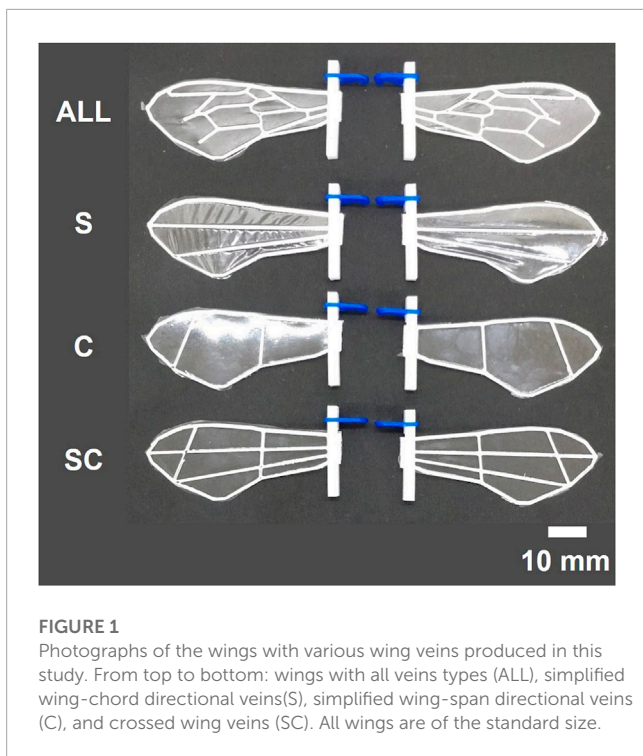 ALL
S
C
SC
10 mm
FIGURE 1
Photographs of the wings with various wing veins produced in this
study. From top to bottom: wings with all veins types (ALL), simplified
wing-chord directional veins(S), simplified wing-span directional veins
(C), and crossed wing veins (SC). All wings are of the standard size.